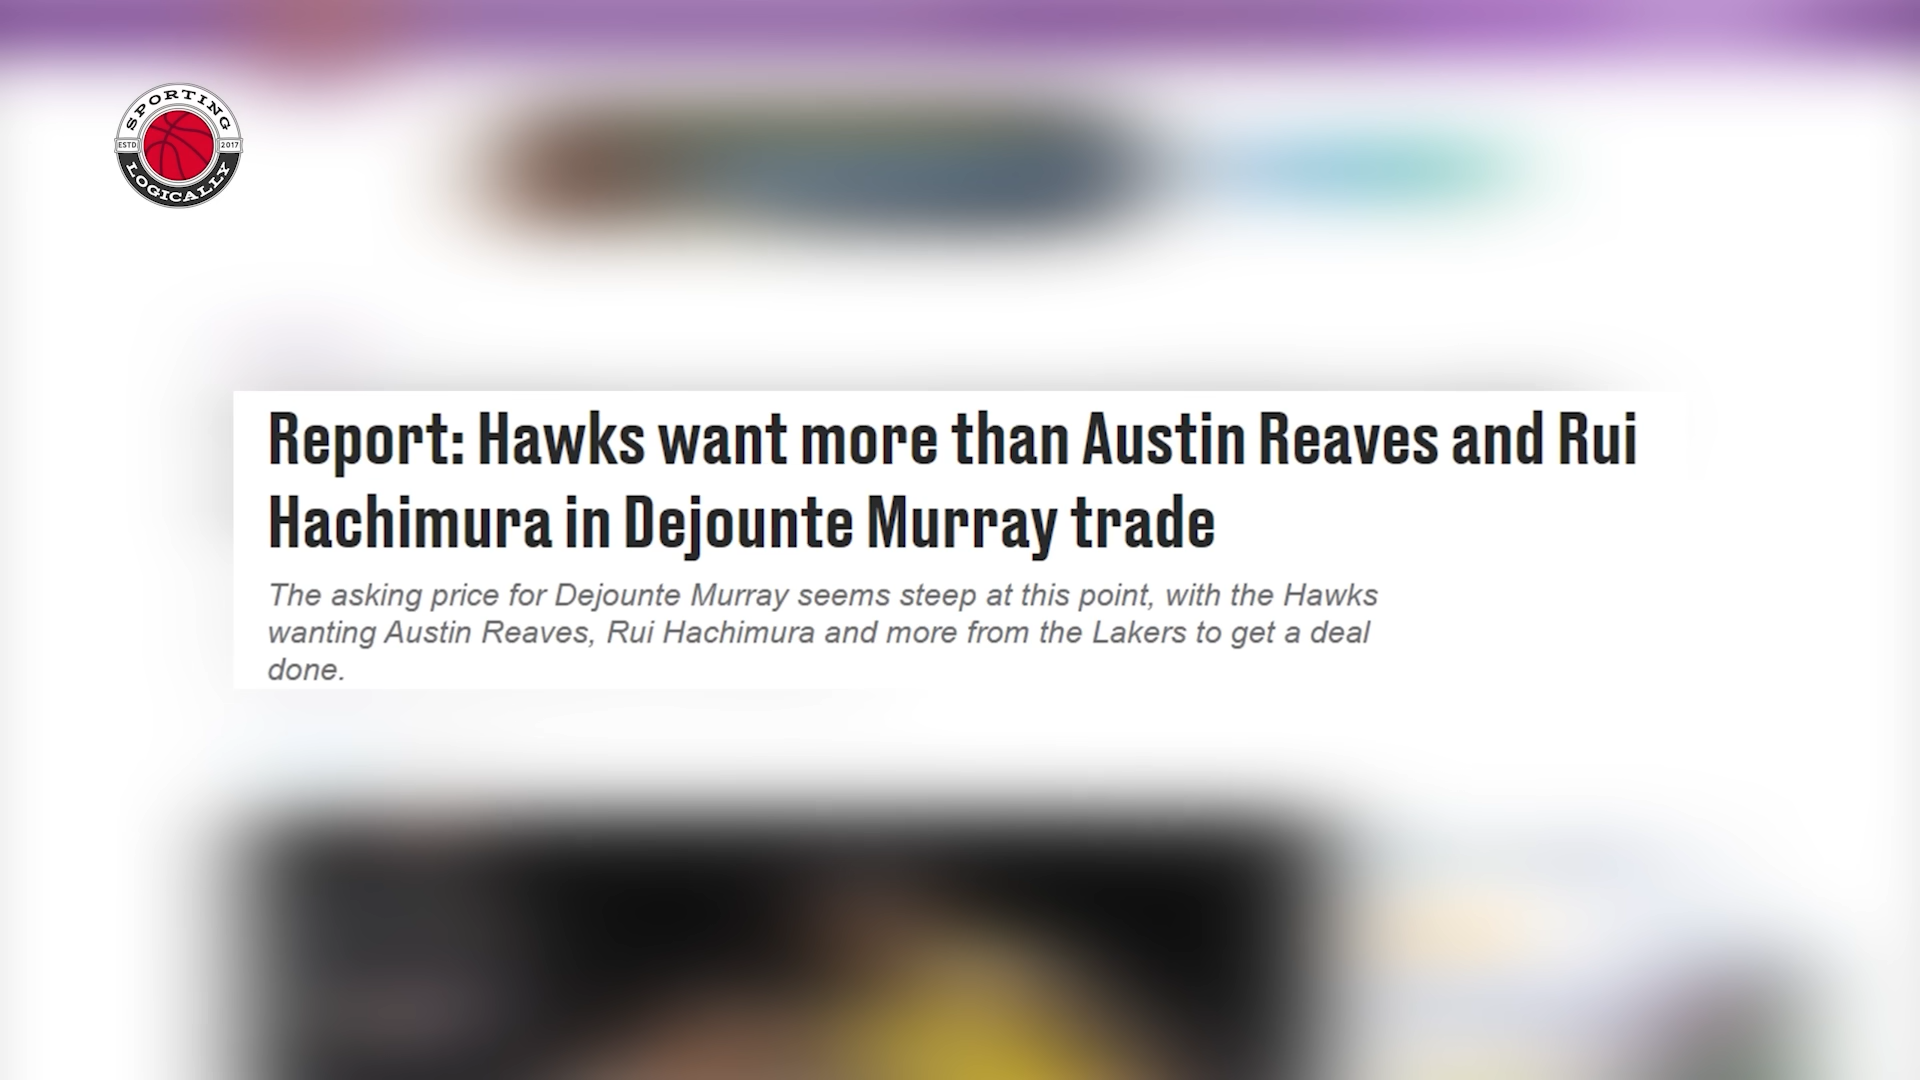 SPORTING
ESTD 2017
LOGICALLY
Report: Hawks want more than Austin Reaves and Rui
Hachimura in Dejounte Murray trade
The asking price for Dejounte Murray seems steep at this point, with the Hawks
wanting Austin Reaves, Rui Hachimura and more from the Lakers to get a deal
done.